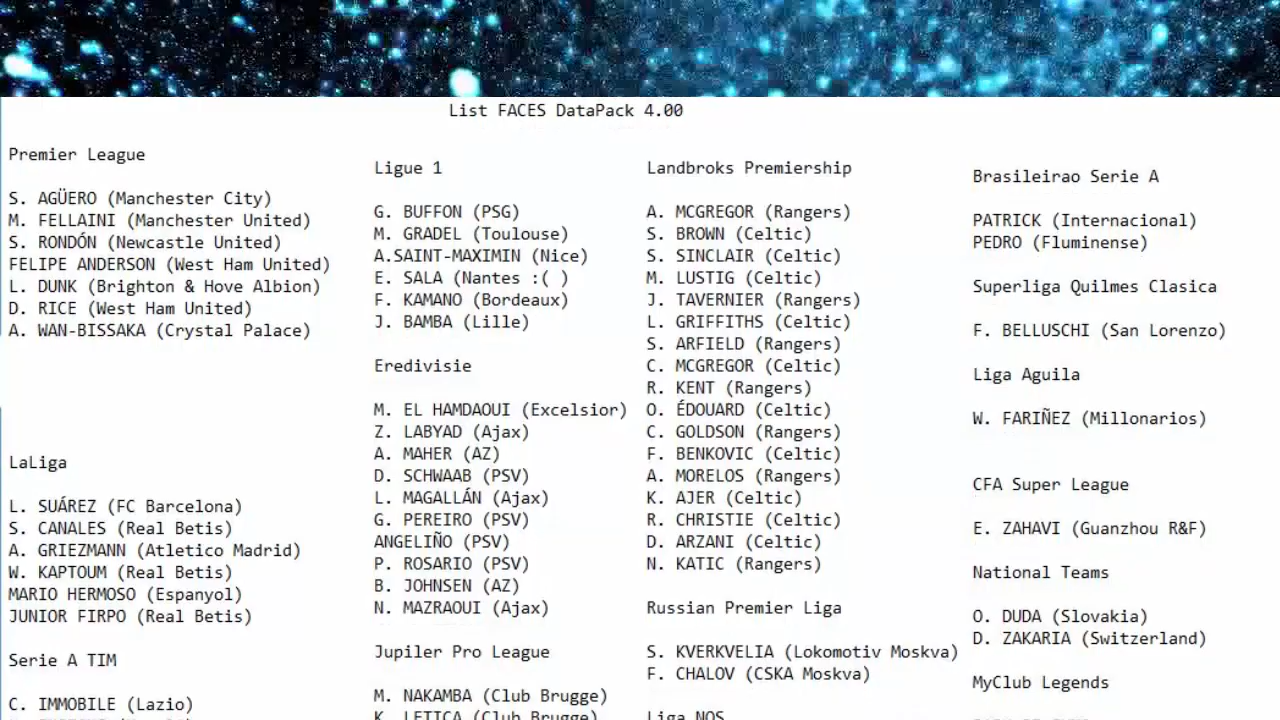 List FACES DataPack 4.00
Premier League
S. AGÜERO (Manchester City)
M. FELLAINI (Manchester United)
S. RONDÓN (Newcastle United)
FELIPE ANDERSON (West Ham United)
L. DUNK (Brighton & Hove Albion)
D. RICE (West Ham United)
A. WAN-BISSAKA (Crystal Palace)
LaLiga
L. SUÁREZ (FC Barcelona)
S. CANALES (Real Betis)
A. GRIEZMANN (Atletico Madrid)
W. KAPTOUM (Real Betis)
MARIO HERMOSO (Espanyol)
JUNIOR FIRPO (Real Betis)
Serie A TIM
C. IMMOBILE (Lazio)
Ligue 1
G. BUFFON (PSG)
M. GRADEL (Toulouse)
A.SAINT-MAXIMIN (Nice)
E. SALA (Nantes :( )
F. KAMANO (Bordeaux)
J. BAMBA (Lille)
Eredivisie
M. EL HAMDAOUI (Excelsior)
Z. LABYAD (Ajax)
A. MAHER (AZ)
D. SCHWAAB (PSV)
L. MAGALLÁN (Ajax)
G. PEREIRO (PSV)
ANGELIÑO (PSV)
P. ROSARIO (PSV)
B. JOHNSEN (AZ)
N. MAZRAOUI (Ajax)
Jupiler Pro League
M. NAKAMBA (Club Brugge)
K. LETICA (Club Brugge)
Landbroks Premiership
A. MCGREGOR (Rangers)
S. BROWN (Celtic)
S. SINCLAIR (Celtic)
M. LUSTIG (Celtic)
J. TAVERNIER (Rangers)
L. GRIFFITHS (Celtic)
S. ARFIELD (Rangers)
C. MCGREGOR (Celtic)
R. KENT (Rangers)
O. ÉDOUARD (Celtic)
C. GOLDSON (Rangers)
F. BENKOVIC (Celtic)
A. MORELOS (Rangers)
K. AJER (Celtic)
R. CHRISTIE (Celtic)
D. ARZANI (Celtic)
N. KATIC (Rangers)
Russian Premier Liga
S. KVERKVELIA (Lokomotiv Moskva)
F. CHALOV (CSKA Moskva)
Liga NOS
Brasileirao Serie A
PATRICK (Internacional)
PEDRO (Fluminense)
Superliga Quilmes Clasica
F. BELLUSCHI (San Lorenzo)
Liga Aguila
W. FARIÑEZ (Millonarios)
CFA Super League
E. ZAHAVI (Guanzhou R&F)
National Teams
O. DUDA (Slovakia)
D. ZAKARIA (Switzerland)
MyClub Legends